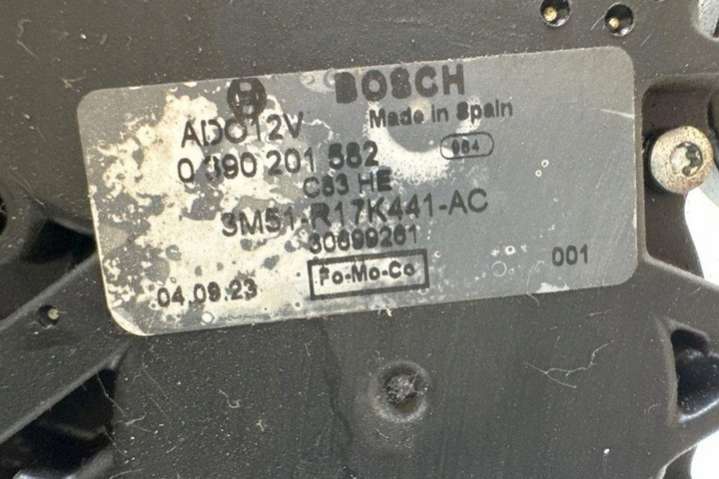 BOSCH
Made in Spain
ADO12V
0 390 201 582
C83 HE
3M51-R17K441-AC
30699261
Fo-Mo-Co
04.09.23
001